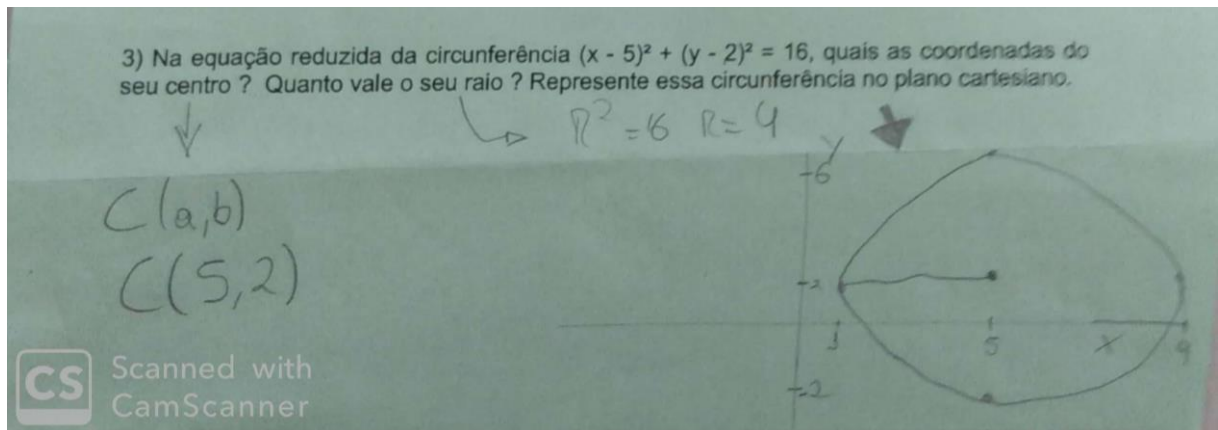 3) Na equação reduzida da circunferência (x - 5)² + (y - 2)² = 16, quais as coordenadas do
seu centro ? Quanto vale o seu raio ? Represente essa circunferência no plano cartesiano.
R² = 16 R = 4
y
6
C(a,b)
C(5,2)
2
1 5 x 9
-2
CS Scanned with
CamScanner